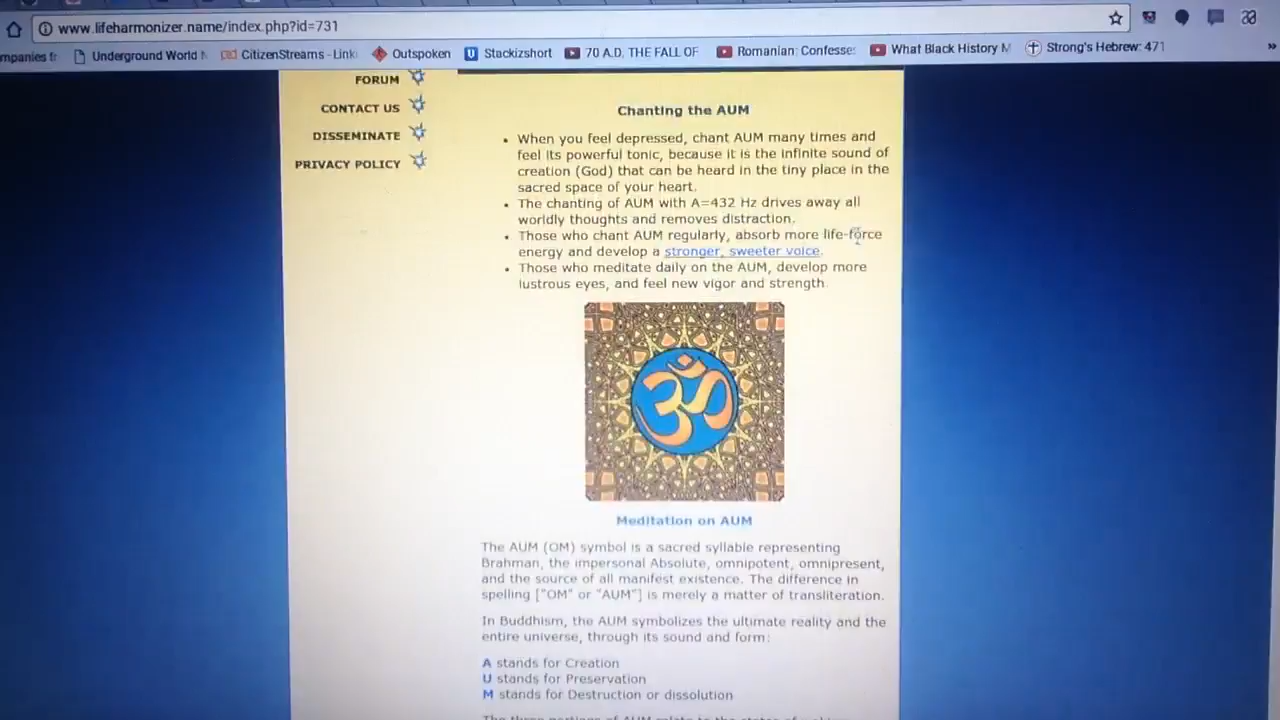 www.lifeharmonizer.name/index.php?id=731
mpanies fr Underground World N CitizenStreams - Link Outspoken Stackizshort 70 A.D. THE FALL OF Romanian: Confesse: What Black History M Strong's Hebrew: 471 »
FORUM
CONTACT US
DISSEMINATE
PRIVACY POLICY
Chanting the AUM
• When you feel depressed, chant AUM many times and
feel its powerful tonic, because it is the infinite sound of
creation (God) that can be heard in the tiny place in the
sacred space of your heart.
• The chanting of AUM with A=432 Hz drives away all
worldly thoughts and removes distraction.
• Those who chant AUM regularly, absorb more life-force
energy and develop a stronger, sweeter voice.
• Those who meditate daily on the AUM, develop more
lustrous eyes, and feel new vigor and strength.
ॐ
Meditation on AUM
The AUM (OM) symbol is a sacred syllable representing
Brahman, the impersonal Absolute, omnipotent, omnipresent,
and the source of all manifest existence. The difference in
spelling ["OM" or "AUM"] is merely a matter of transliteration.
In Buddhism, the AUM symbolizes the ultimate reality and the
entire universe, through its sound and form:
A stands for Creation
U stands for Preservation
M stands for Destruction or dissolution